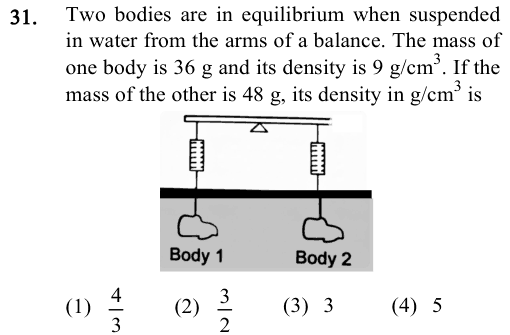 31. Two bodies are in equilibrium when suspended
in water from the arms of a balance. The mass of
one body is 36 g and its density is 9 g/cm³. If the
mass of the other is 48 g, its density in g/cm³ is
Body 1 Body 2
(1) 4/3 (2) 3/2 (3) 3 (4) 5